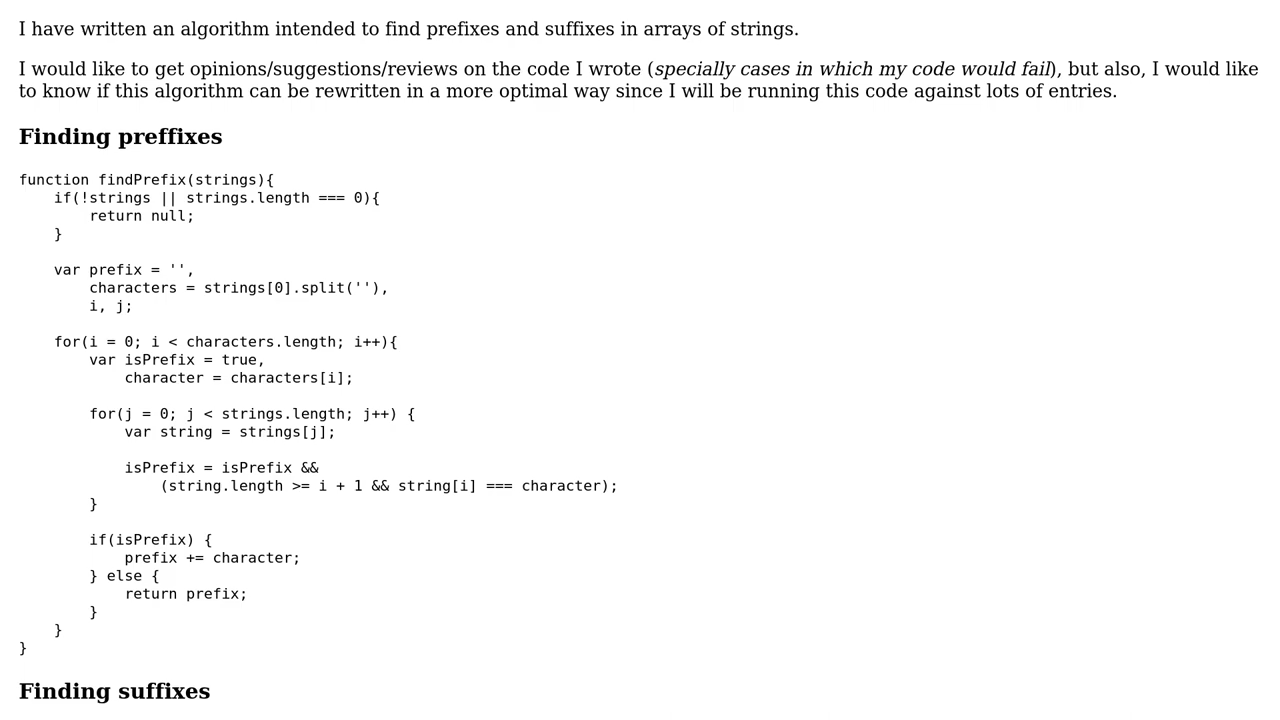 I have written an algorithm intended to find prefixes and suffixes in arrays of strings.
I would like to get opinions/suggestions/reviews on the code I wrote (specially cases in which my code would fail), but also, I would like
to know if this algorithm can be rewritten in a more optimal way since I will be running this code against lots of entries.
Finding preffixes
function findPrefix(strings){
    if(!strings || strings.length === 0){
        return null;
    }
    var prefix = '',
        characters = strings[0].split(''),
        i, j;
    for(i = 0; i < characters.length; i++){
        var isPrefix = true,
            character = characters[i];
        for(j = 0; j < strings.length; j++) {
            var string = strings[j];
            isPrefix = isPrefix &&
                (string.length >= i + 1 && string[i] === character);
        }
        if(isPrefix) {
            prefix += character;
        } else {
            return prefix;
        }
    }
}
Finding suffixes